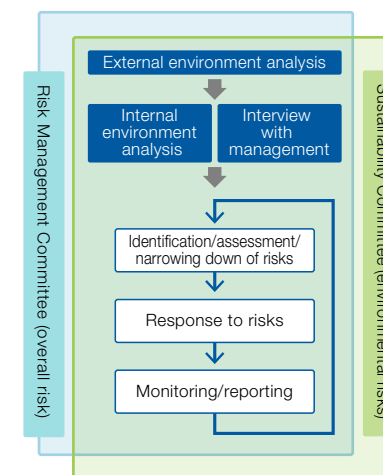 External environment analysis
Internal
environment
analysis
Interview
with
management
Identification/assessment/
narrowing down of risks
Response to risks
Monitoring/reporting
Risk Management Committee (overall risk)
Sustainability Committee (environmental risks)